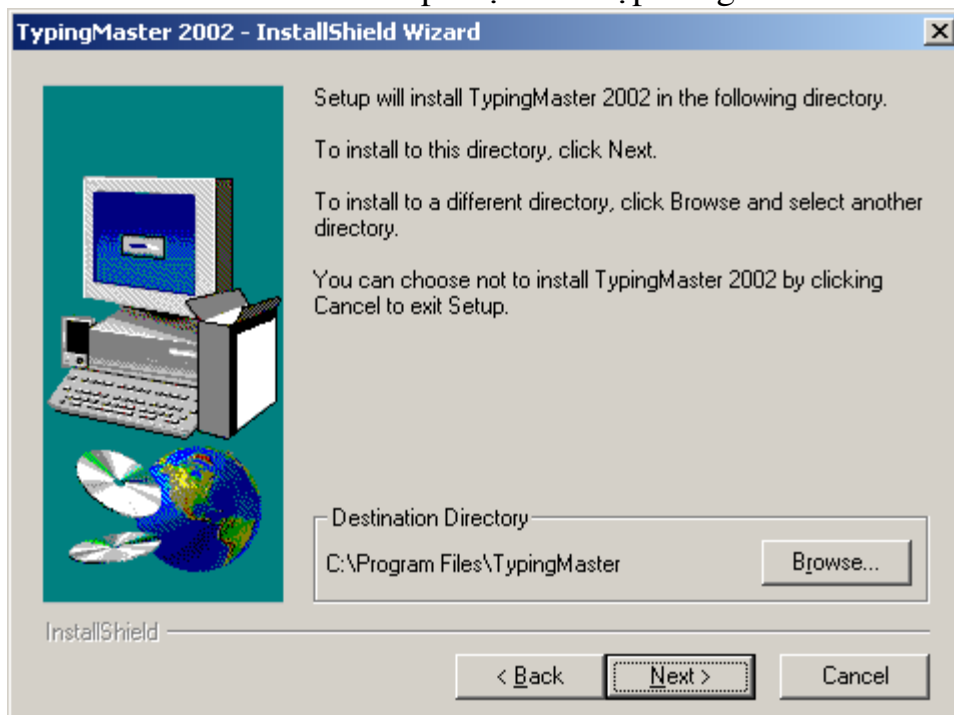 TypingMaster 2002 - InstallShield Wizard
Setup will install TypingMaster 2002 in the following directory.
To install to this directory, click Next.
To install to a different directory, click Browse and select another
directory.
You can choose not to install TypingMaster 2002 by clicking
Cancel to exit Setup.
Destination Directory
C:\Program Files\TypingMaster
Browse...
InstallShield
< Back
Next >
Cancel